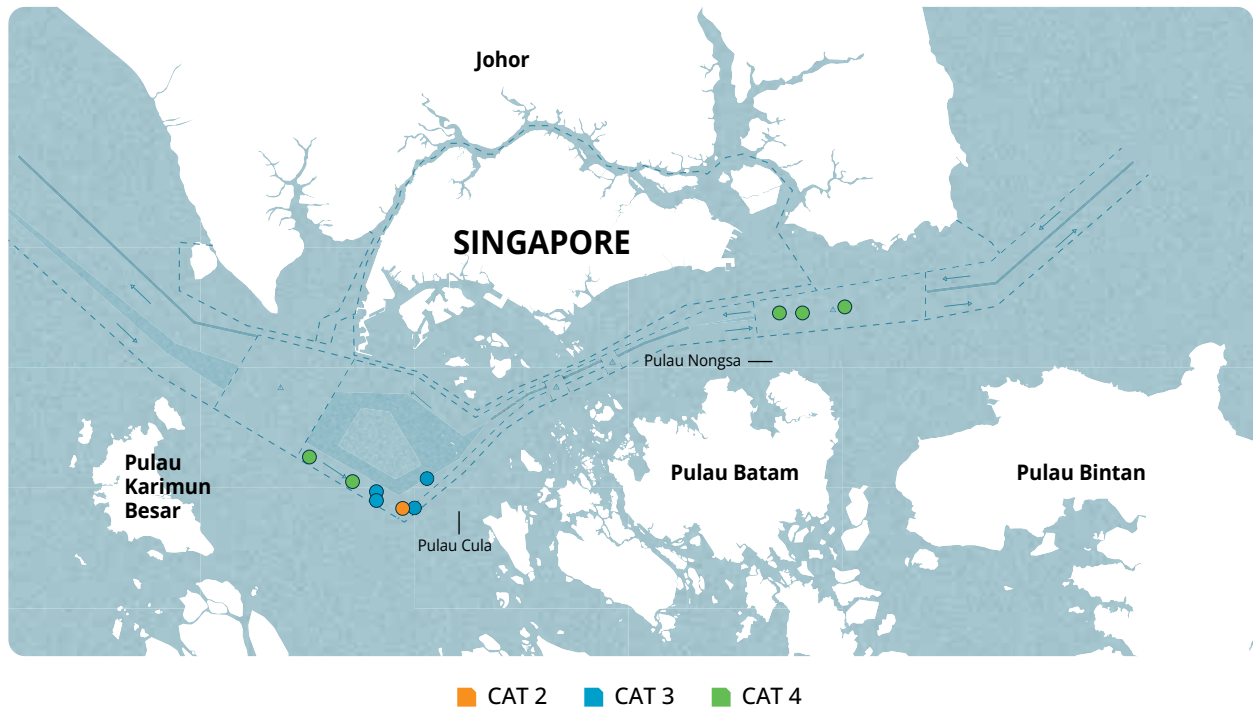 Johor
SINGAPORE
Pulau Nongsa
Pulau
Karimun
Besar
Pulau Batam
Pulau Bintan
Pulau Cula
CAT 2
CAT 3
CAT 4